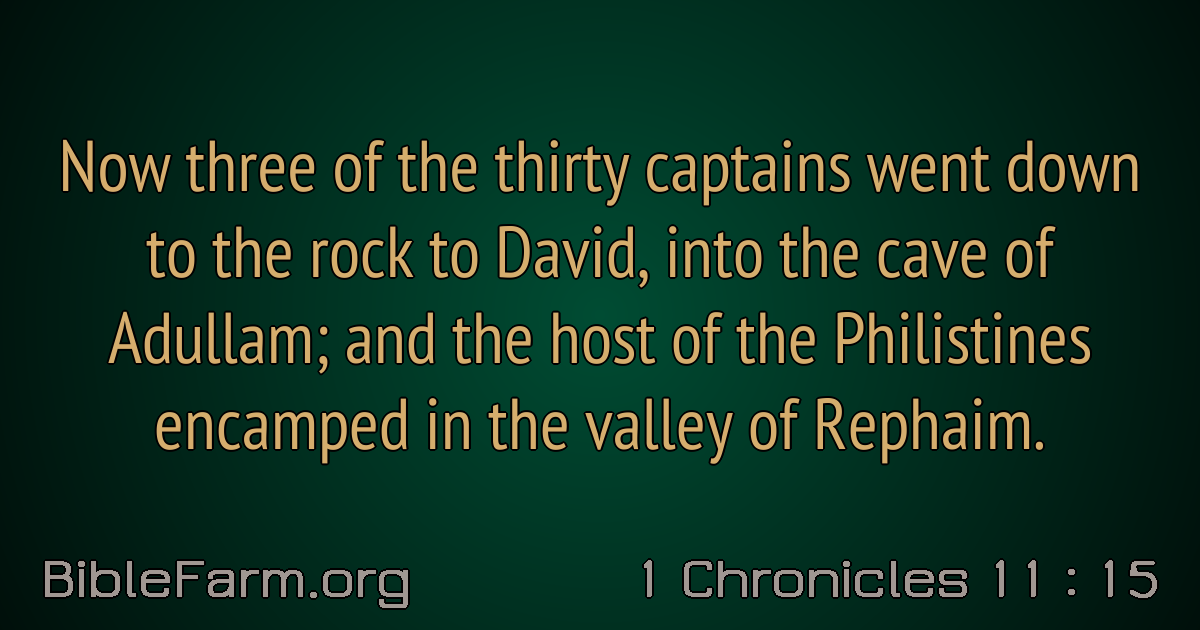 Now three of the thirty captains went down
to the rock to David, into the cave of
Adullam; and the host of the Philistines
encamped in the valley of Rephaim.
BibleFarm.org
1 Chronicles 11 : 15